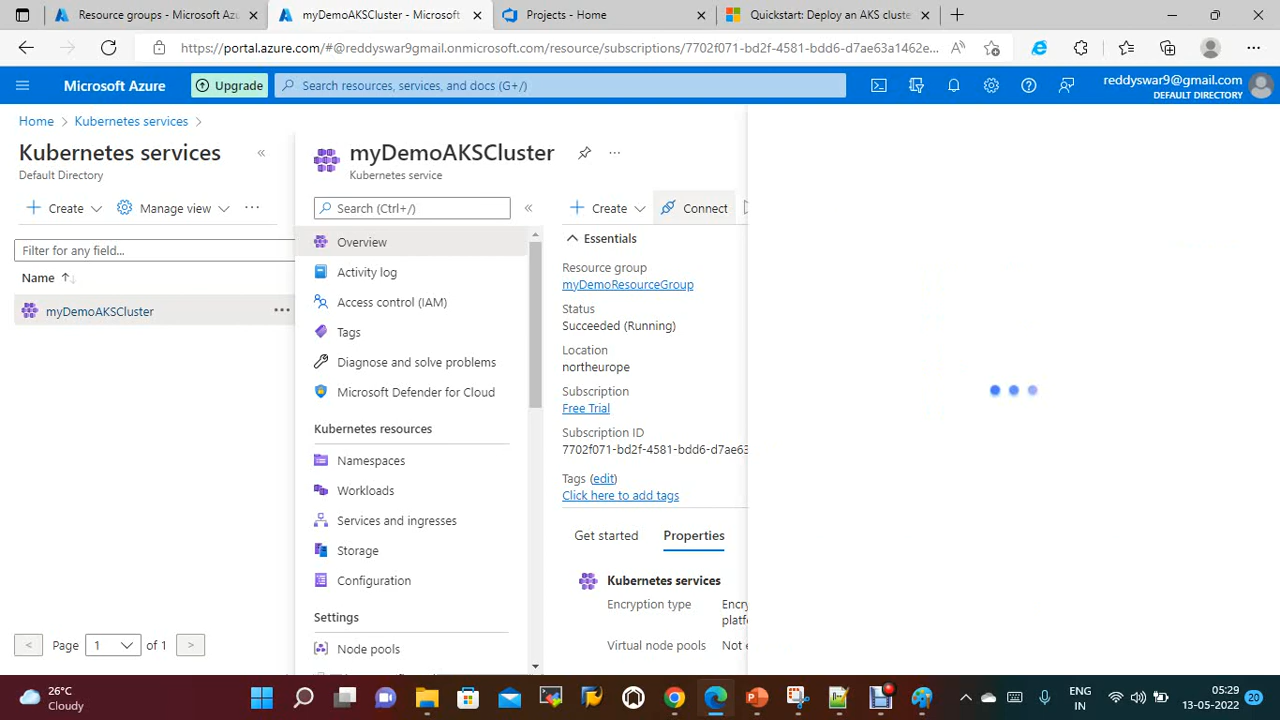 Resource groups - Microsoft Az
myDemoAKSCluster - Microsoft
Projects - Home
Quickstart: Deploy an AKS cluste
https://portal.azure.com/#@reddyswar9gmail.onmicrosoft.com/resource/subscriptions/7702f071-bd2f-4581-bdd6-d7ae63a1462e...
Microsoft Azure
Upgrade
Search resources, services, and docs (G+/)
reddyswar9@gmail.com
DEFAULT DIRECTORY
Home > Kubernetes services >
Kubernetes services
Default Directory
Create
Manage view
Filter for any field...
Name
myDemoAKSCluster
Page 1 of 1
myDemoAKSCluster
Kubernetes service
Search (Ctrl+/)
Overview
Activity log
Access control (IAM)
Tags
Diagnose and solve problems
Microsoft Defender for Cloud
Kubernetes resources
Namespaces
Workloads
Services and ingresses
Storage
Configuration
Settings
Node pools
Create
Connect
Essentials
Resource group
myDemoResourceGroup
Status
Succeeded (Running)
Location
northeurope
Subscription
Free Trial
Subscription ID
7702f071-bd2f-4581-bdd6-d7ae63
Tags (edit)
Click here to add tags
Get started
Properties
Kubernetes services
Encryption type
Encry
platfo
Virtual node pools
Not e
26°C
Cloudy
ENG
IN
05:29
13-05-2022
20